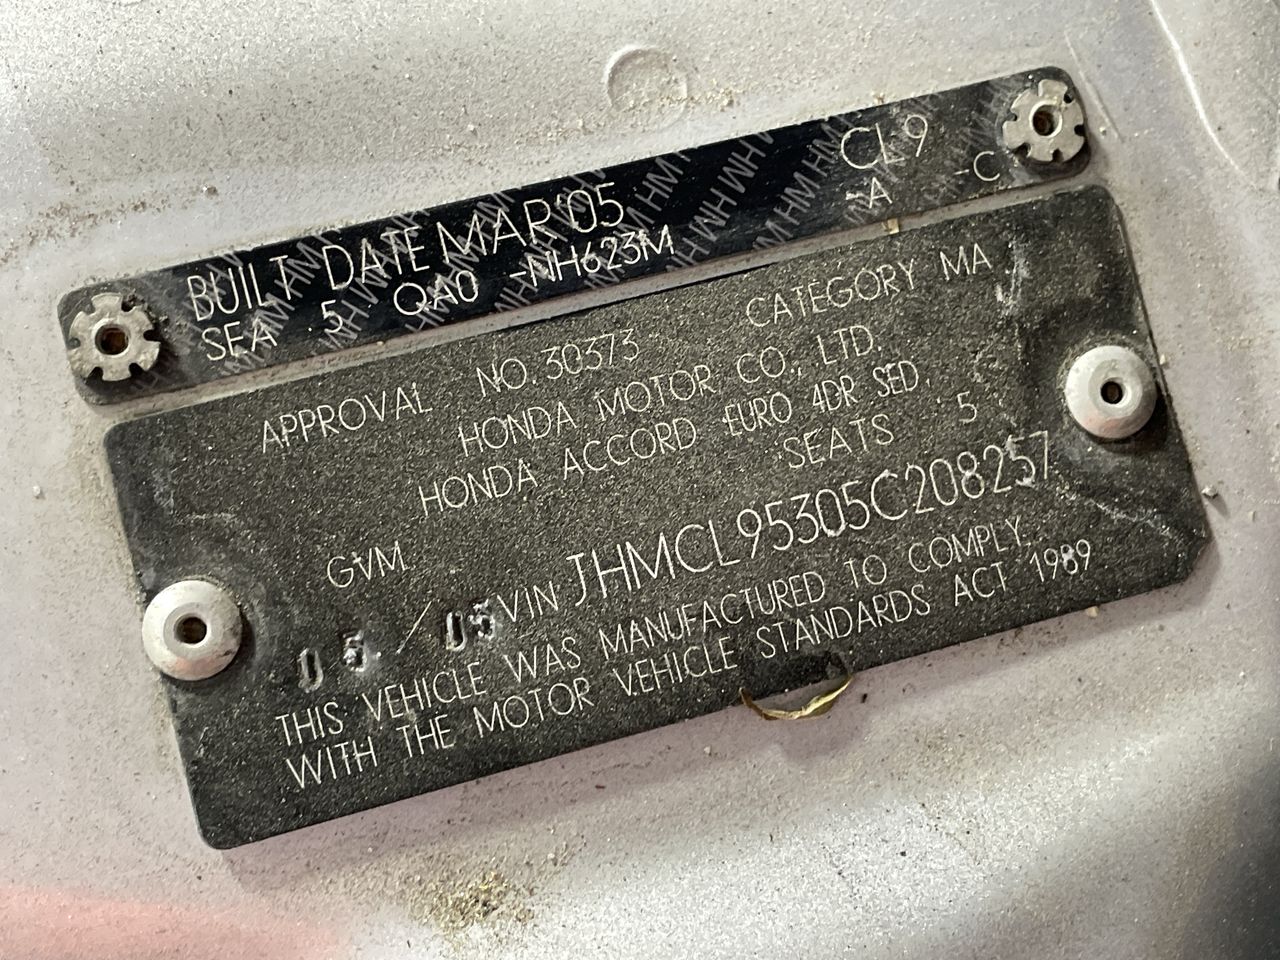 BUILT DATE MAR'05 CL9
SEA 5 QA0 -NH623M -A -C
APPROVAL NO.30373 CATEGORY MA
HONDA MOTOR CO., LTD.
HONDA ACCORD EURO 4DR SED.
SEATS 5
GVM
05/05 VIN JHMCL95305C208257
THIS VEHICLE WAS MANUFACTURED TO COMPLY
WITH THE MOTOR VEHICLE STANDARDS ACT 1989